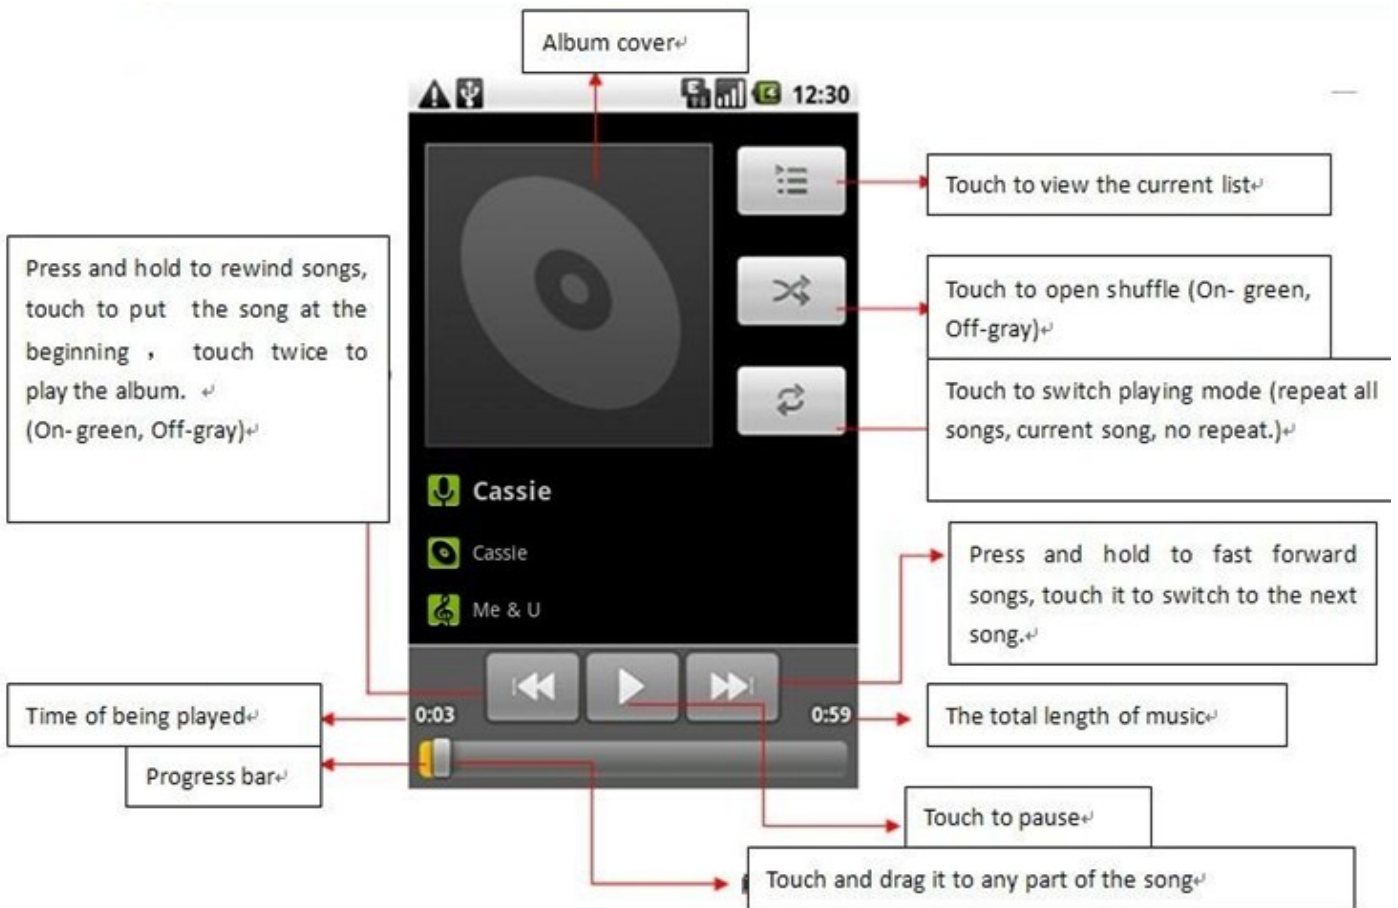 Album cover
12:30
Touch to view the current list
Press and hold to rewind songs,
touch to put the song at the
beginning , touch twice to
play the album.
(On-green, Off-gray)
Touch to open shuffle (On- green,
Off-gray)
Touch to switch playing mode (repeat all
songs, current song, no repeat.)
Cassie
Cassie
Me & U
Press and hold to fast forward
songs, touch it to switch to the next
song.
Time of being played
0:03
0:59
The total length of music
Progress bar
Touch to pause
Touch and drag it to any part of the song